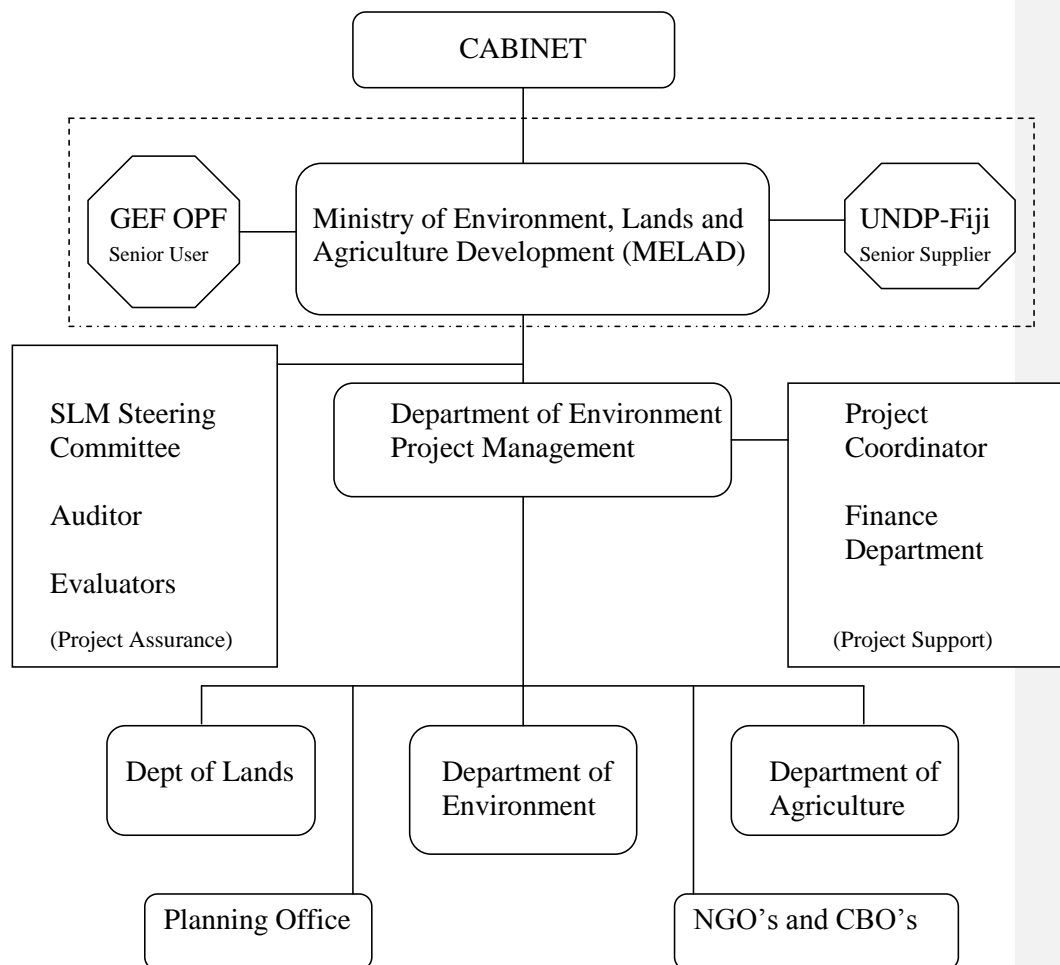 CABINET
GEF OPF
Senior User
Ministry of Environment, Lands and
Agriculture Development (MELAD)
UNDP-Fiji
Senior Supplier
SLM Steering
Committee
Auditor
Evaluators
(Project Assurance)
Department of Environment
Project Management
Project
Coordinator
Finance
Department
(Project Support)
Dept of Lands
Department of
Environment
Department of
Agriculture
Planning Office
NGO’s and CBO’s